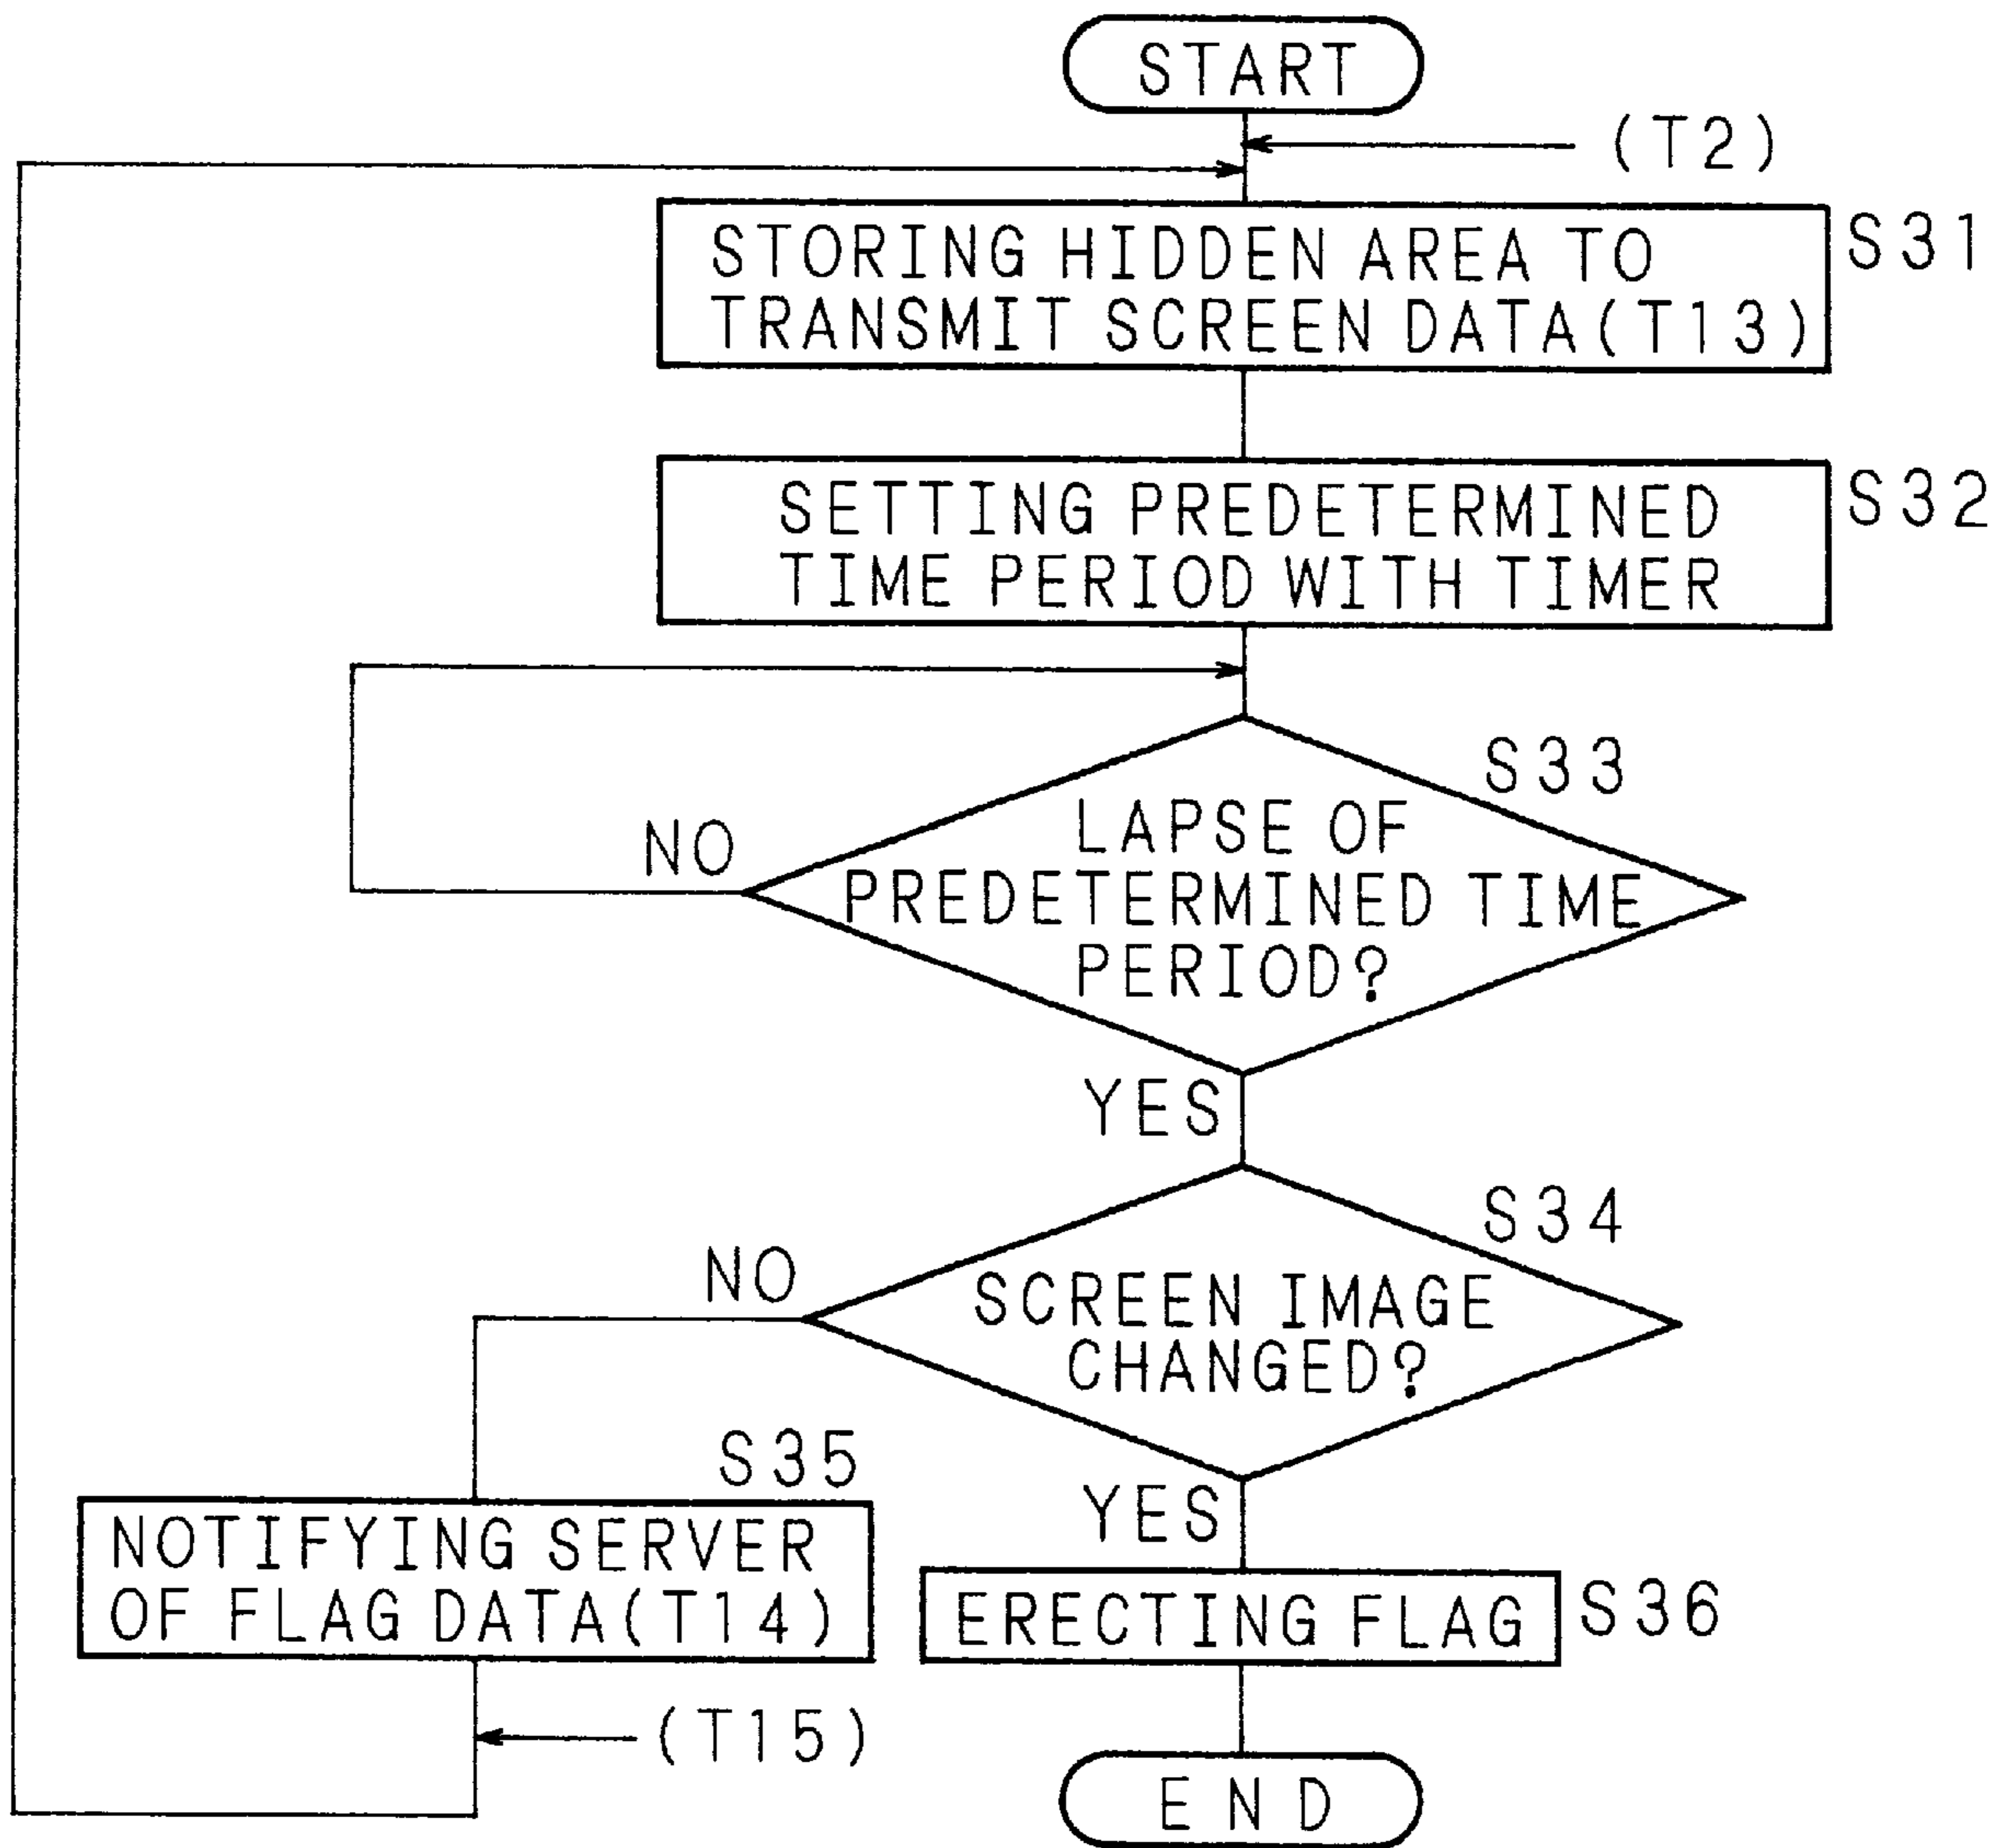 START
(T2)
STORING HIDDEN AREA TO
TRANSMIT SCREEN DATA(T13)
S31
SETTING PREDETERMINED
TIME PERIOD WITH TIMER
S32
S33
LAPSE OF
PREDETERMINED TIME
PERIOD?
NO
YES
S34
SCREEN IMAGE
CHANGED?
NO
YES
S35
NOTIFYING SERVER
OF FLAG DATA(T14)
ERECTING FLAG
S36
(T15)
END